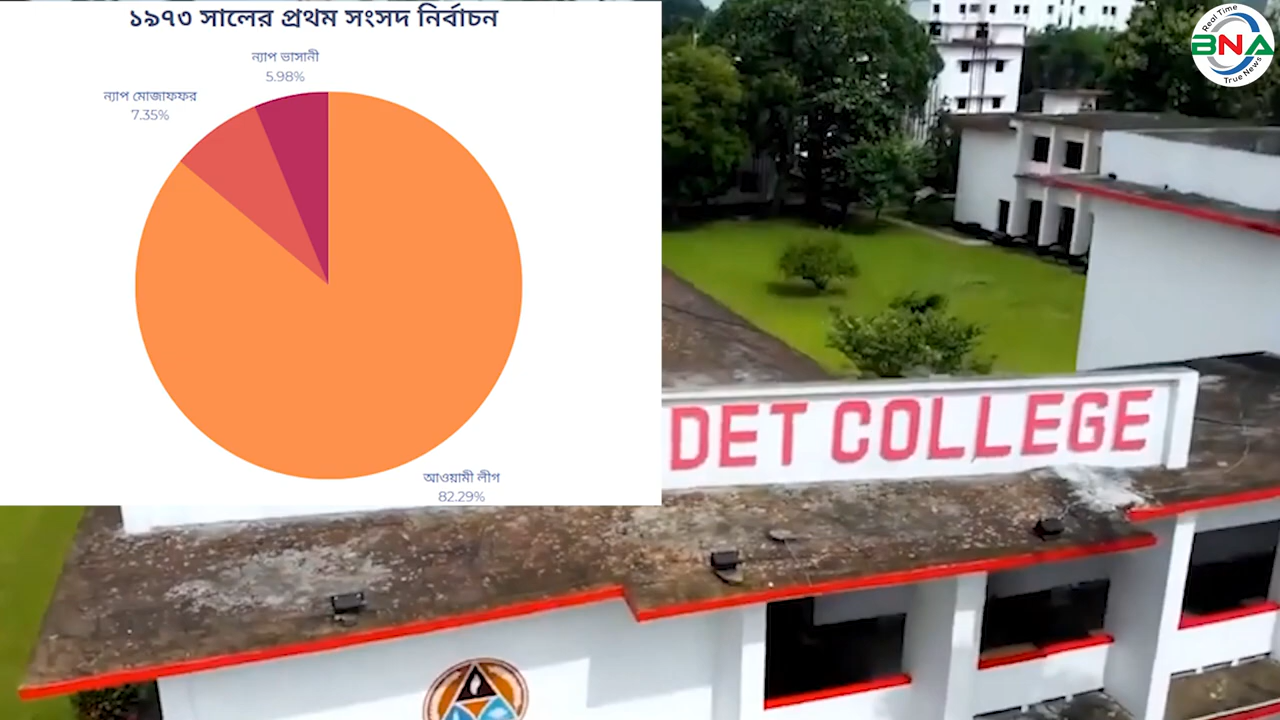 ১৯৭৩ সালের প্রথম সংসদ নির্বাচন
ন্যাপ ভাসানী
5.98%
ন্যাপ মোজাফফর
7.35%
আওয়ামী লীগ
82.29%
Real Time
BNA
True News
DET COLLEGE